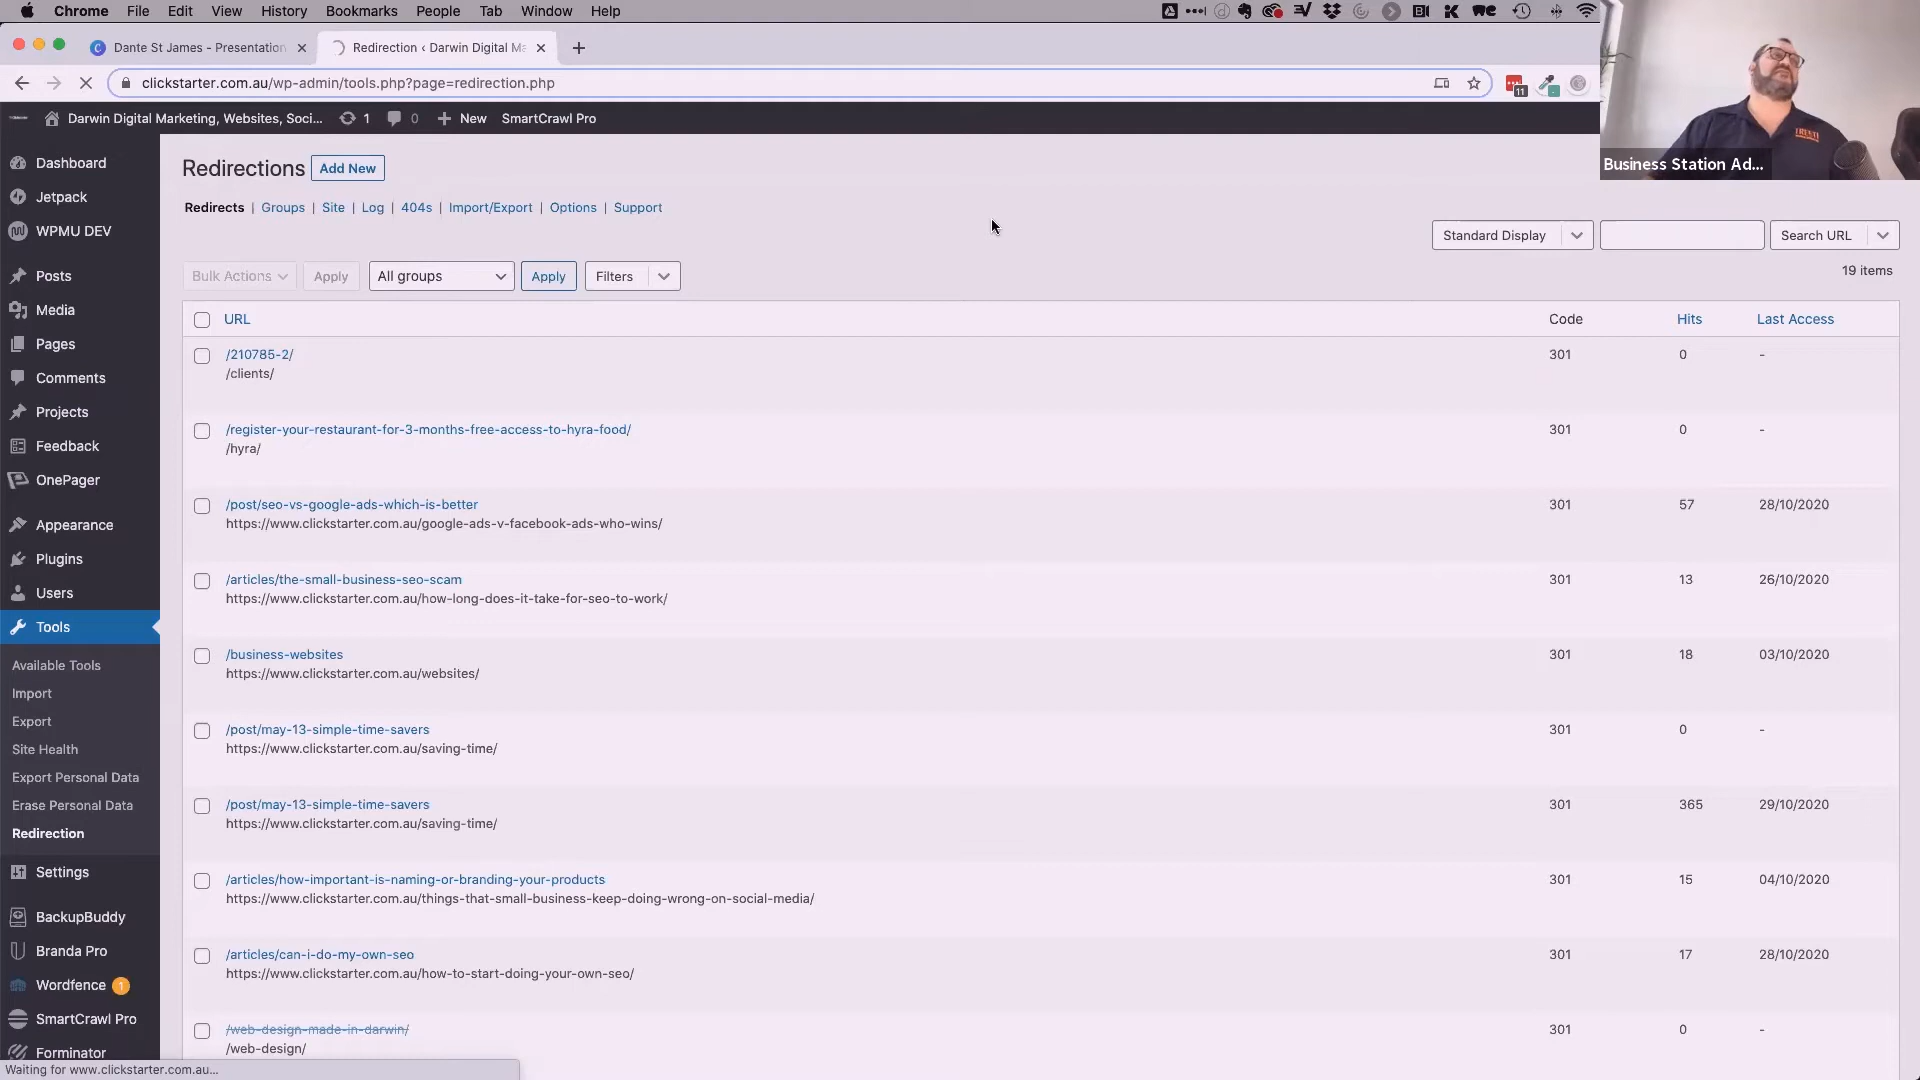 Chrome File Edit View History Bookmarks People Tab Window Help
Dante St James - Presentation
Redirection ‹ Darwin Digital Ma
clickstarter.com.au/wp-admin/tools.php?page=redirection.php
11
Darwin Digital Marketing, Websites, Soci... 1 0 New SmartCrawl Pro
Business Station Ad...
Dashboard
Jetpack
WPMU DEV
Posts
Media
Pages
Comments
Projects
Feedback
OnePager
Appearance
Plugins
Users
Tools
Available Tools
Import
Export
Site Health
Export Personal Data
Erase Personal Data
Redirection
Settings
BackupBuddy
Branda Pro
Wordfence 1
SmartCrawl Pro
Forminator
Redirections Add New
Redirects | Groups | Site | Log | 404s | Import/Export | Options | Support
Standard Display Search URL
Bulk Actions Apply All groups Apply Filters
19 items
URL Code Hits Last Access
/210785-2/ 301 0 -
/clients/
/register-your-restaurant-for-3-months-free-access-to-hyra-food/ 301 0 -
/hyra/
/post/seo-vs-google-ads-which-is-better 301 57 28/10/2020
https://www.clickstarter.com.au/google-ads-v-facebook-ads-who-wins/
/articles/the-small-business-seo-scam 301 13 26/10/2020
https://www.clickstarter.com.au/how-long-does-it-take-for-seo-to-work/
/business-websites 301 18 03/10/2020
https://www.clickstarter.com.au/websites/
/post/may-13-simple-time-savers 301 0 -
https://www.clickstarter.com.au/saving-time/
/post/may-13-simple-time-savers 301 365 29/10/2020
https://www.clickstarter.com.au/saving-time/
/articles/how-important-is-naming-or-branding-your-products 301 15 04/10/2020
https://www.clickstarter.com.au/things-that-small-business-keep-doing-wrong-on-social-media/
/articles/can-i-do-my-own-seo 301 17 28/10/2020
https://www.clickstarter.com.au/how-to-start-doing-your-own-seo/
/web-design-made-in-darwin/ 301 0 -
/web-design/
Waiting for www.clickstarter.com.au...